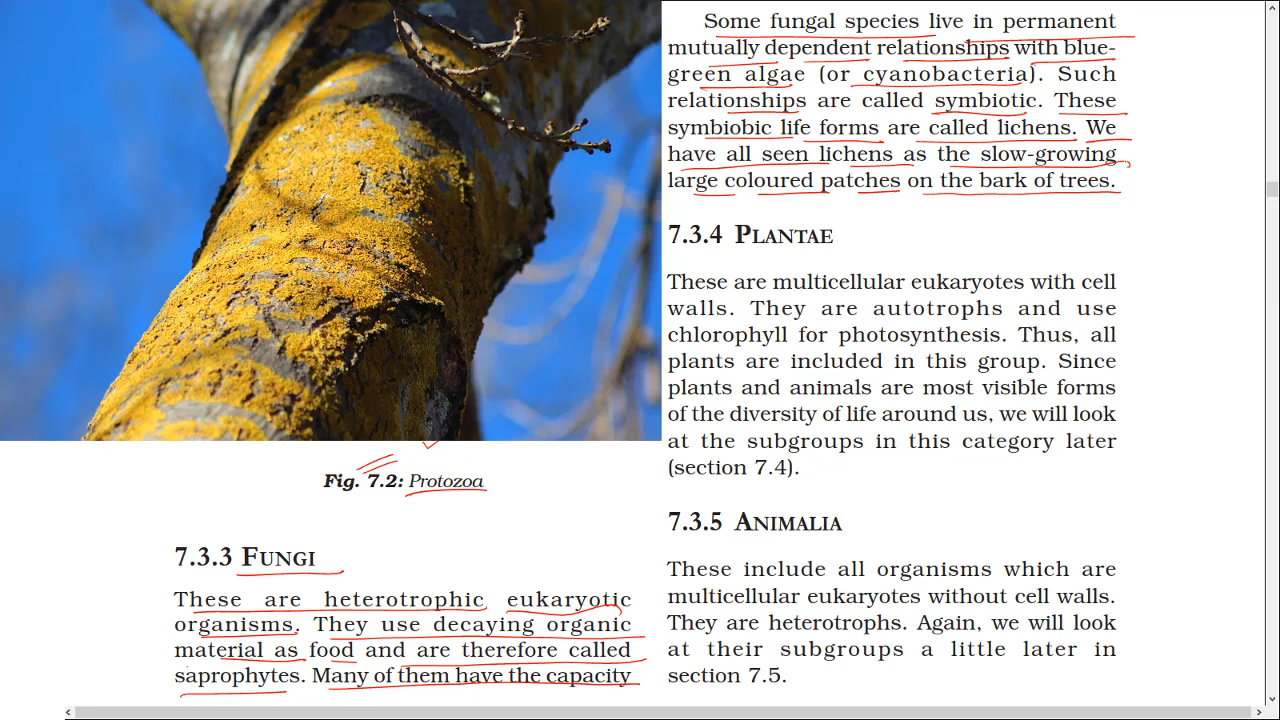 Fig. 7.2: Protozoa
7.3.3 FUNGI
These are heterotrophic eukaryotic
organisms. They use decaying organic
material as food and are therefore called
saprophytes. Many of them have the capacity
Some fungal species live in permanent
mutually dependent relationships with blue-
green algae (or cyanobacteria). Such
relationships are called symbiotic. These
symbiobic life forms are called lichens. We
have all seen lichens as the slow-growing
large coloured patches on the bark of trees.
7.3.4 PLANTAE
These are multicellular eukaryotes with cell
walls. They are autotrophs and use
chlorophyll for photosynthesis. Thus, all
plants are included in this group. Since
plants and animals are most visible forms
of the diversity of life around us, we will look
at the subgroups in this category later
(section 7.4).
7.3.5 ANIMALIA
These include all organisms which are
multicellular eukaryotes without cell walls.
They are heterotrophs. Again, we will look
at their subgroups a little later in
section 7.5.